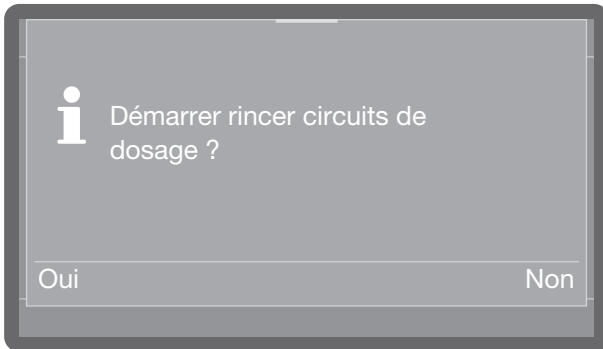 Démarrer rincer circuits de
dosage ?
Oui
Non